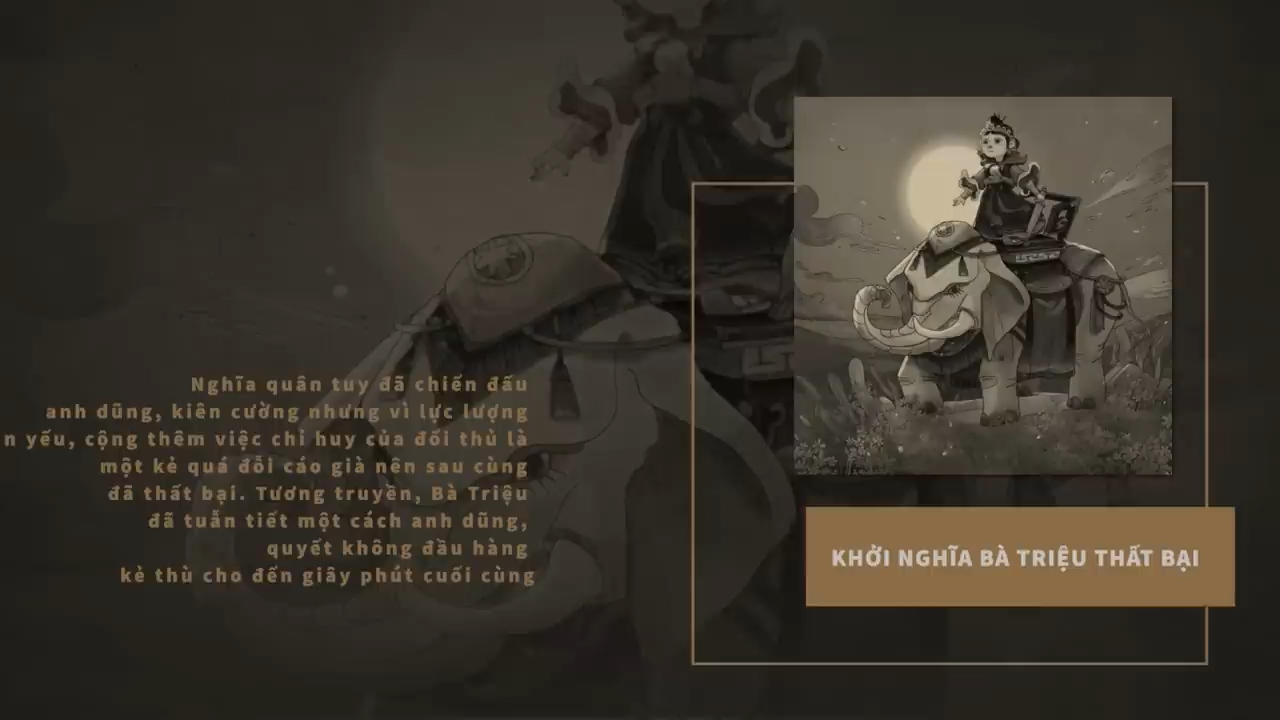 Nghĩa quân tuy đã chiến đấu
anh dũng, kiên cường nhưng vì lực lượng
yếu, cộng thêm việc chỉ huy của đối thủ là
một kẻ quá đỗi cáo già nên sau cùng
đã thất bại. Tương truyền, Bà Triệu
đã tuẫn tiết một cách anh dũng,
quyết không đầu hàng
kẻ thù cho đến giây phút cuối cùng
KHỞI NGHĨA BÀ TRIỆU THẤT BẠI